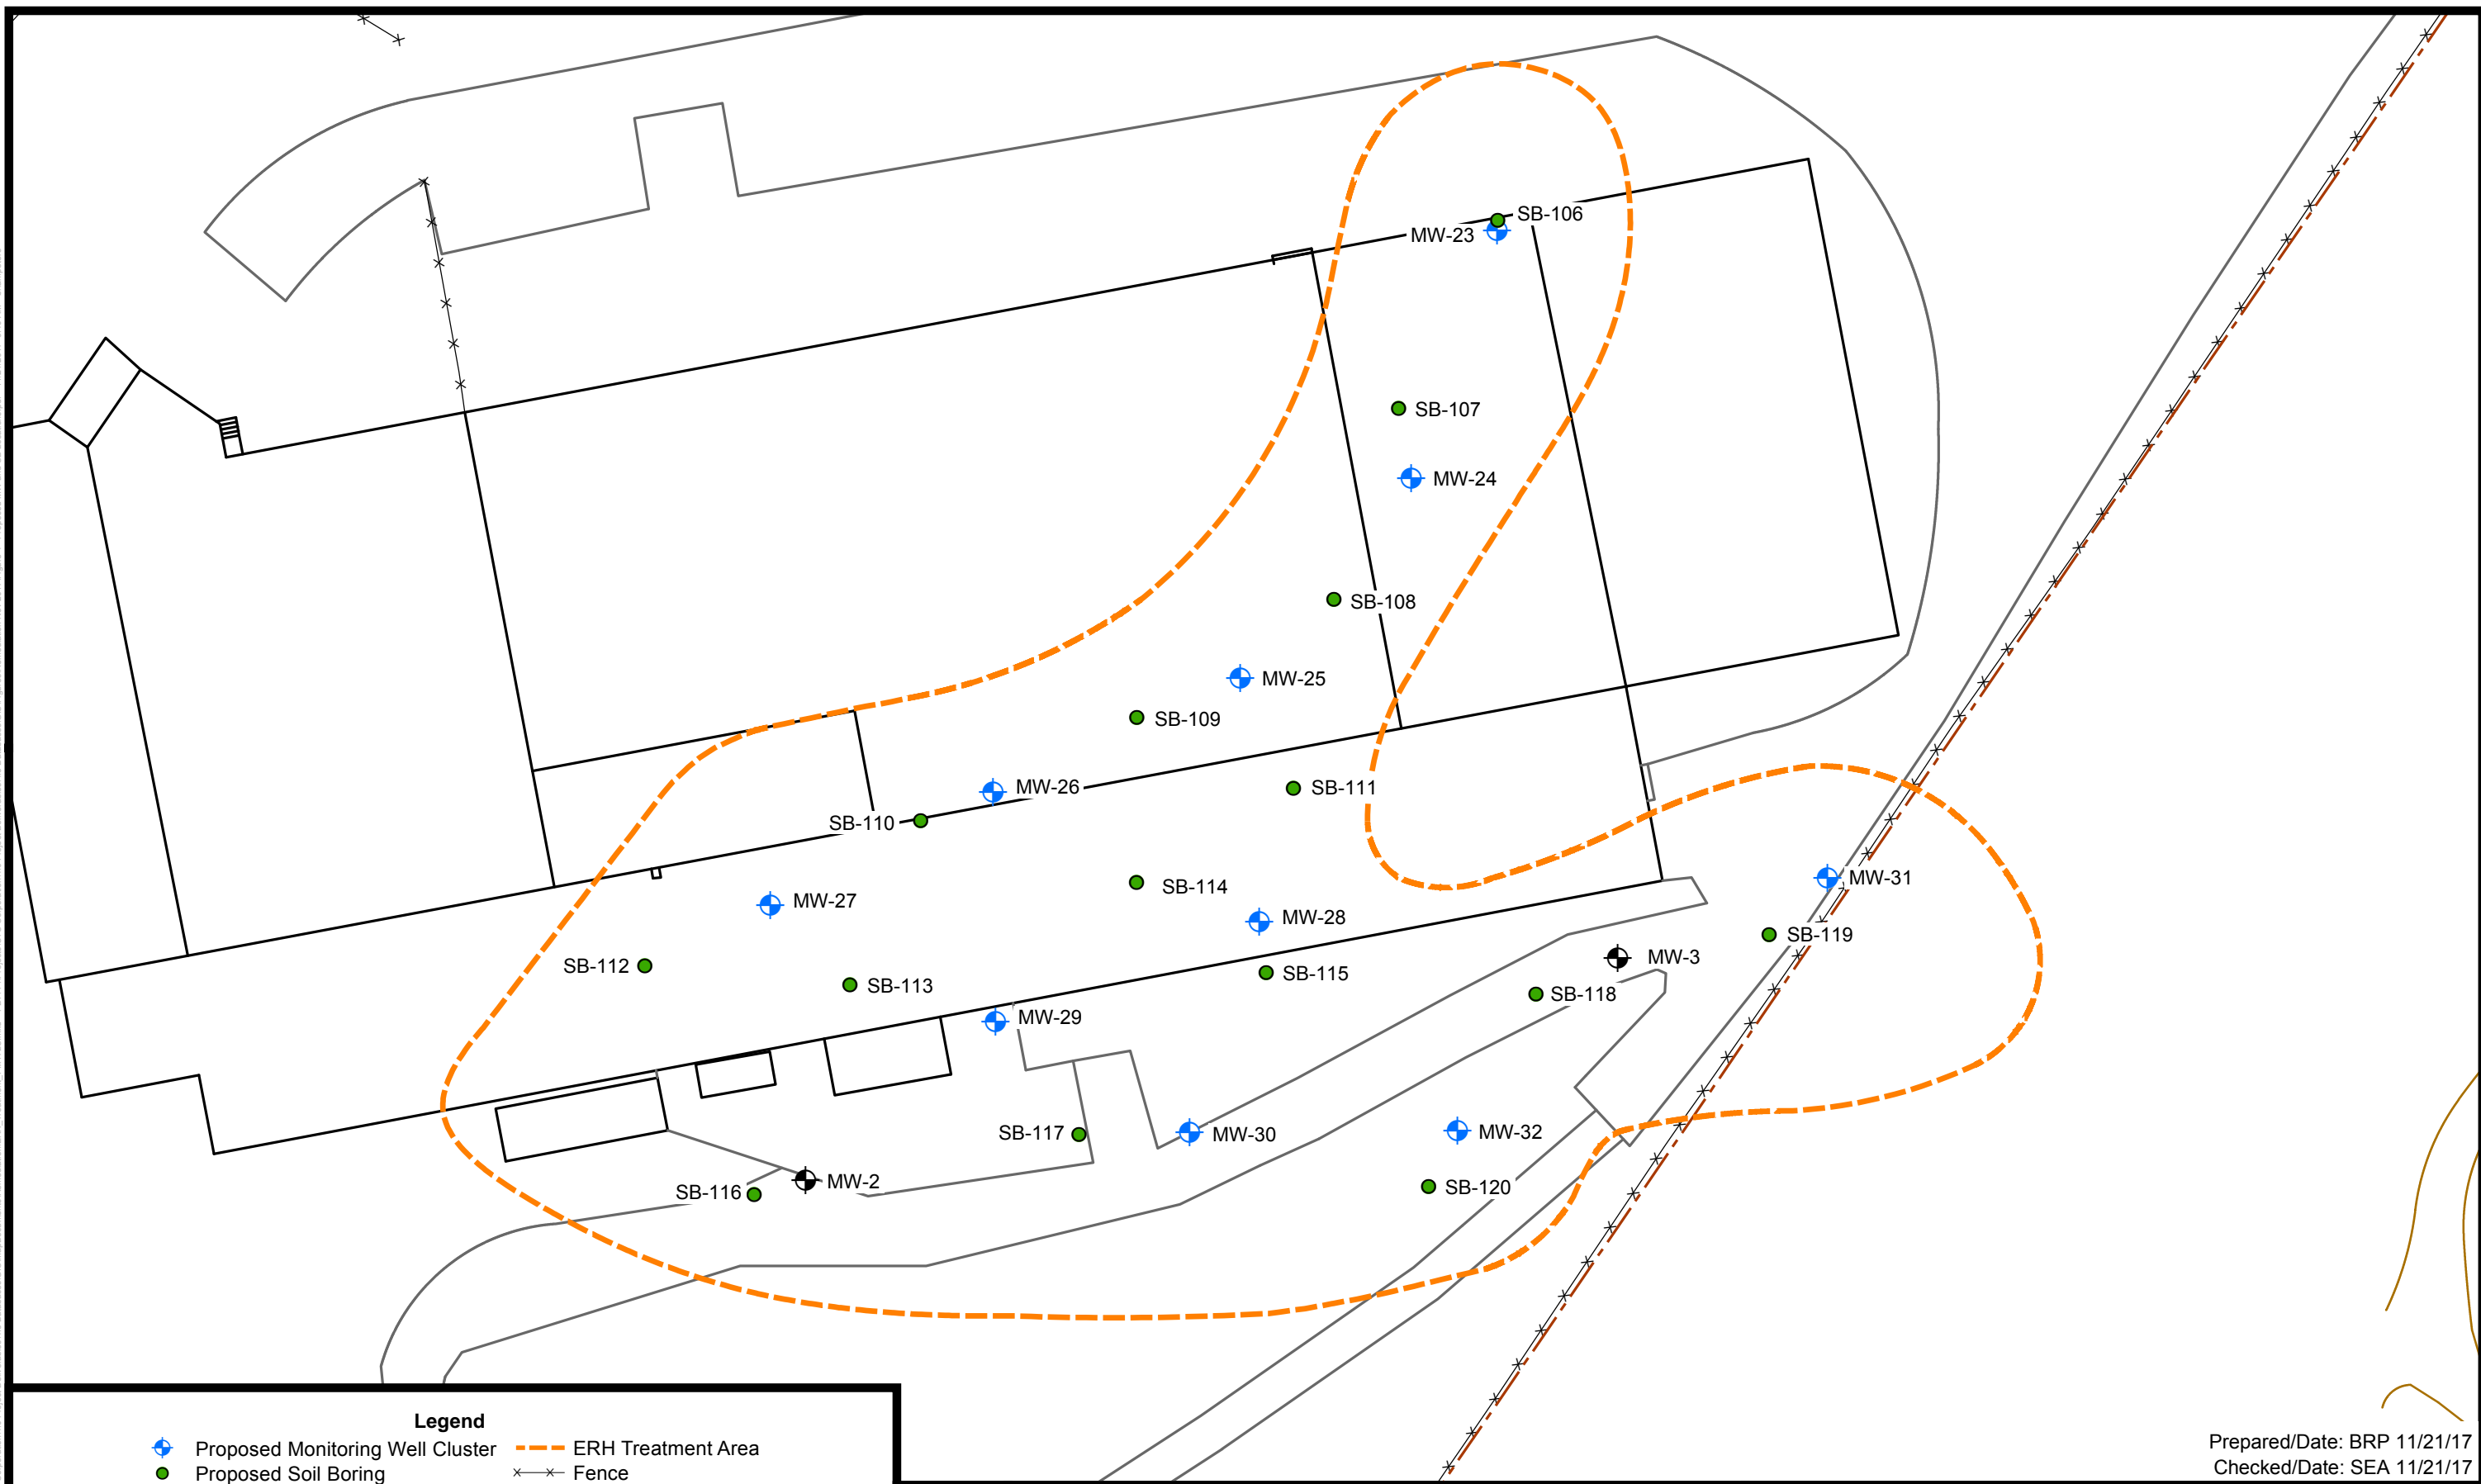 SB-106
MW-23
SB-107
MW-24
SB-108
MW-25
SB-109
MW-26
SB-111
SB-110
MW-31
SB-114
MW-27
MW-28
SB-119
MW-3
SB-112
SB-115
SB-113
SB-118
MW-29
SB-117
MW-30
MW-32
MW-2
SB-120
SB-116
Legend
Proposed Monitoring Well Cluster
ERH Treatment Area
Proposed Soil Boring
Fence
Prepared/Date: BRP 11/21/17
Checked/Date: SEA 11/21/17